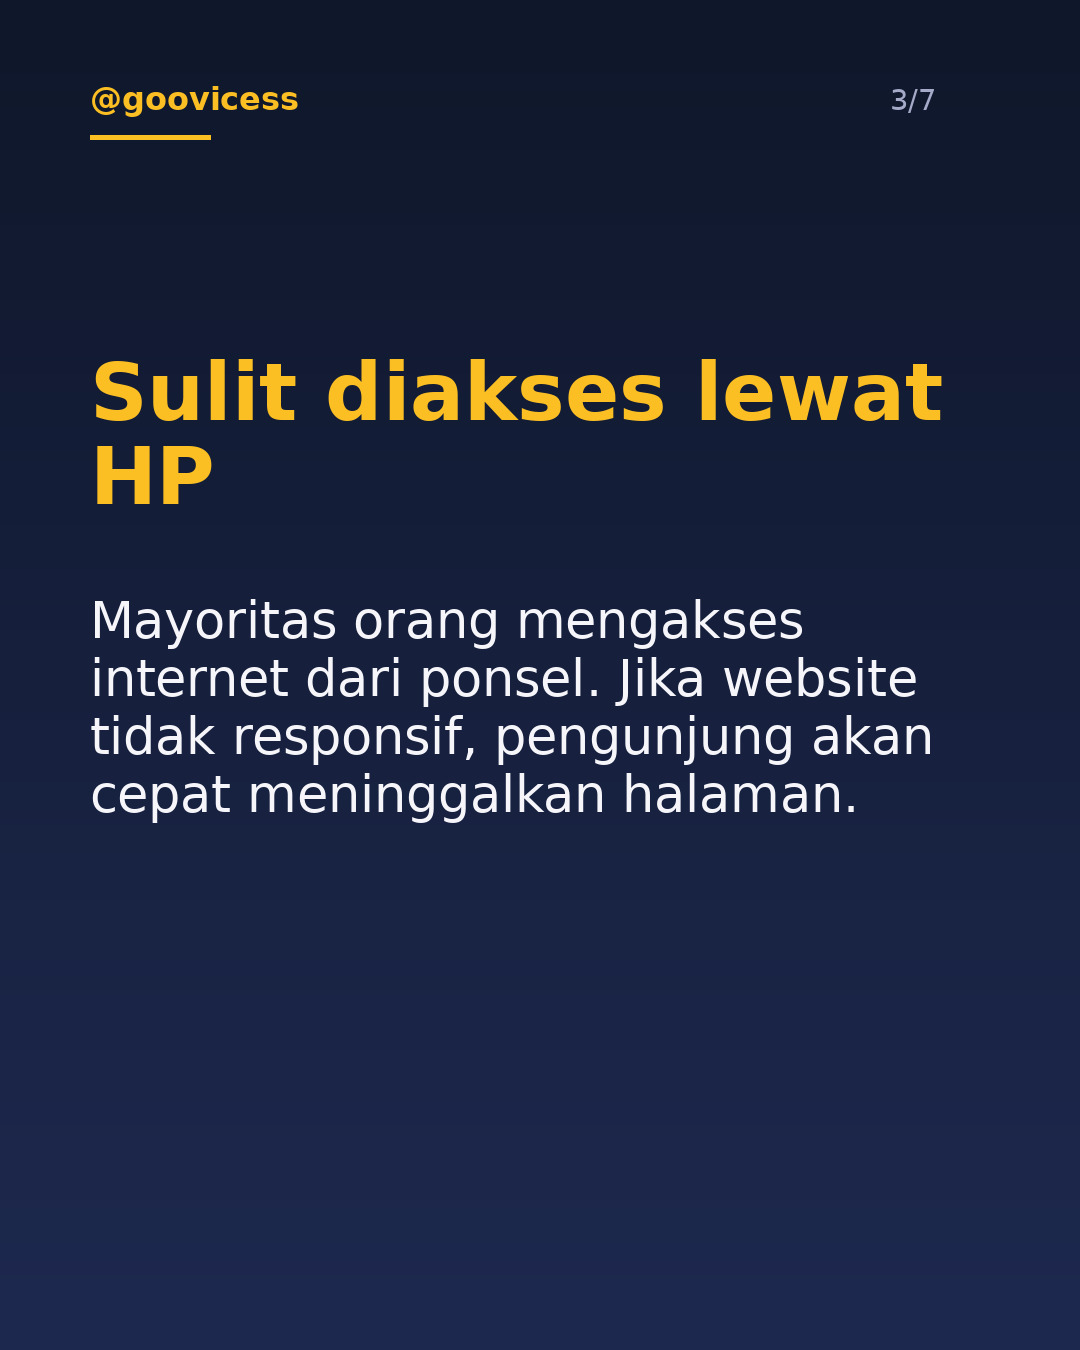 @goovicess
3/7
Sulit diakses lewat
HP
Mayoritas orang mengakses
internet dari ponsel. Jika website
tidak responsif, pengunjung akan
cepat meninggalkan halaman.